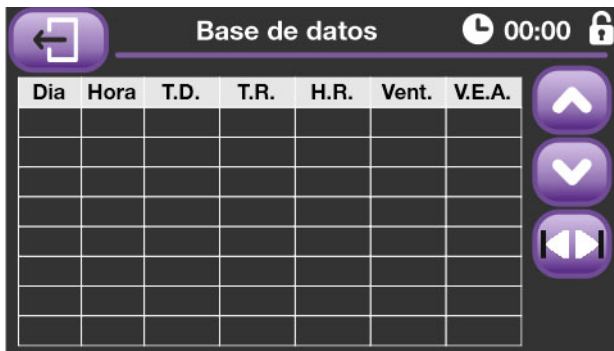 Base de datos 00:00
Dia Hora T.D. T.R. H.R. Vent. V.E.A.